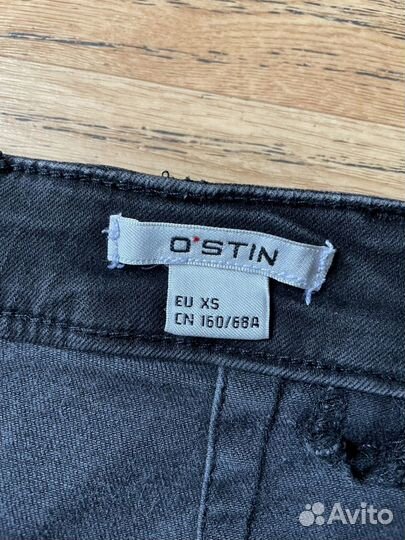 O'STIN
EU XS
CN 160/68A
Avito